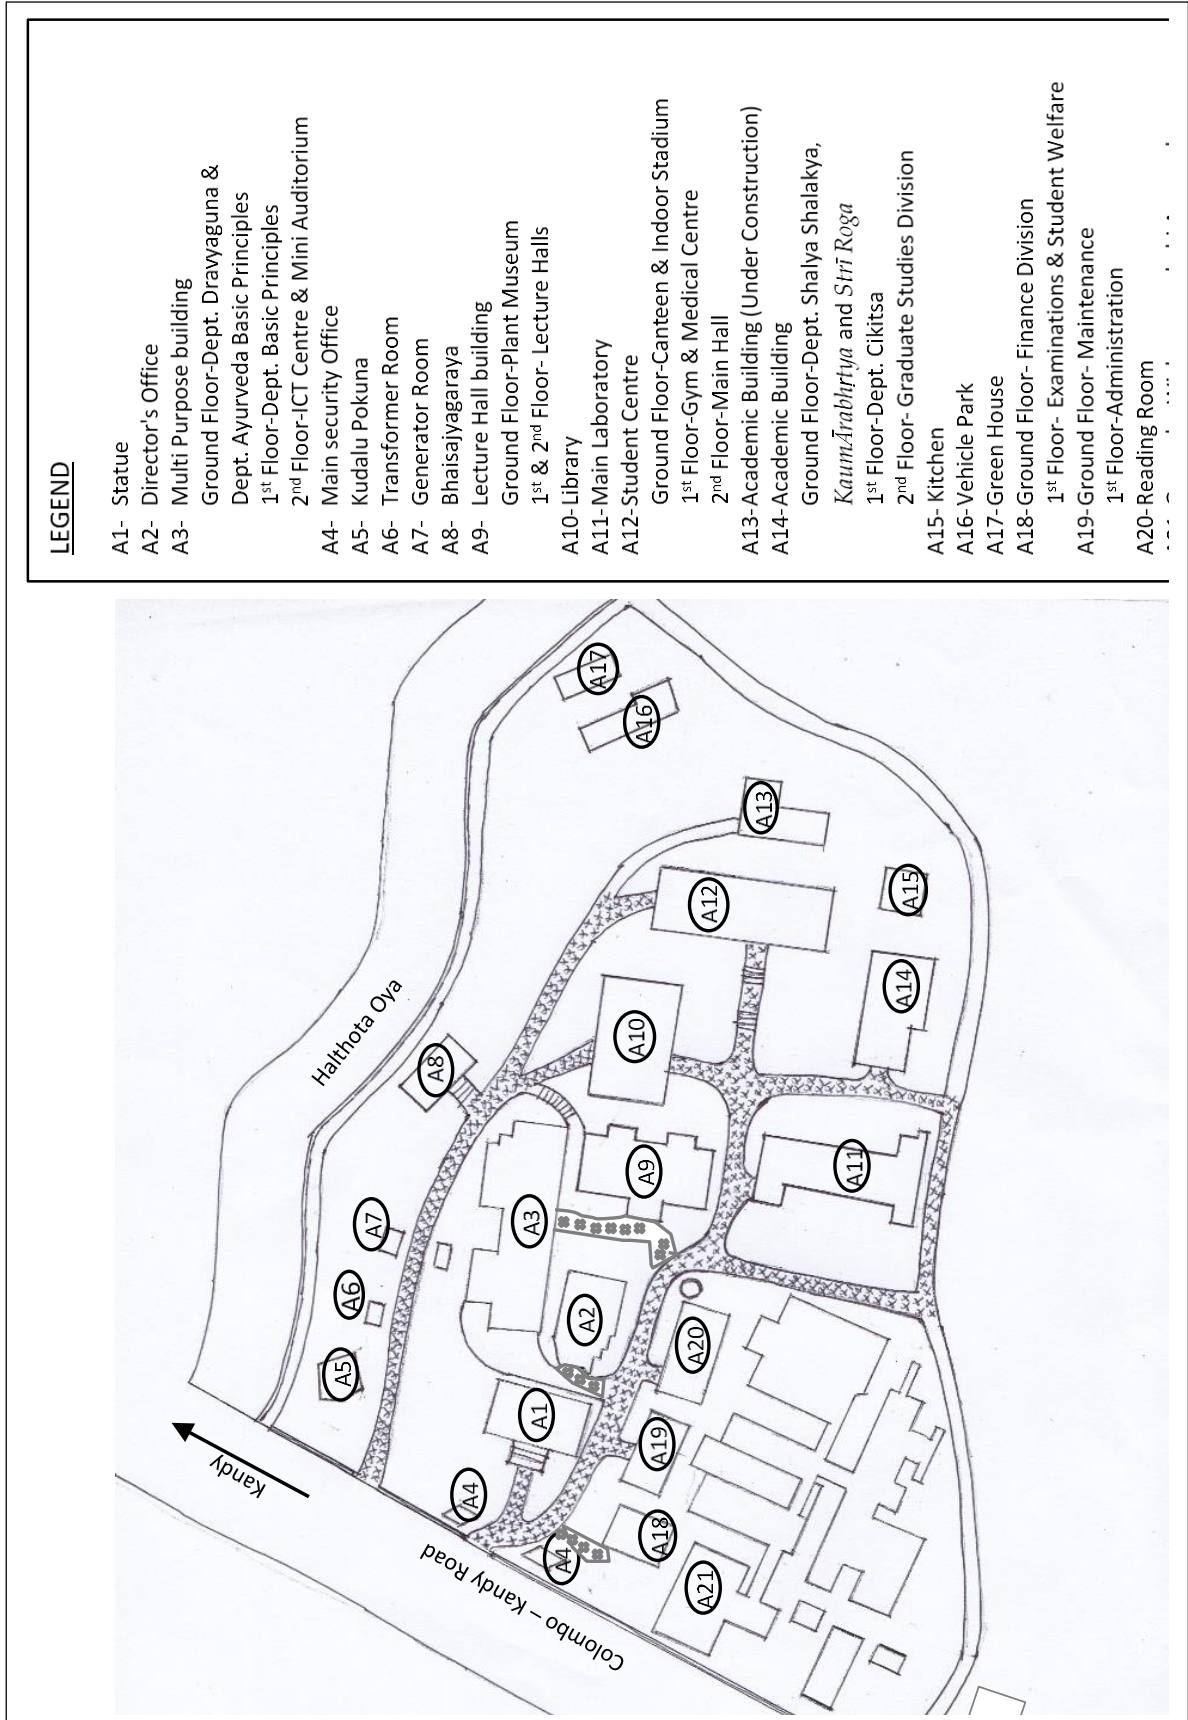 LEGEND
A1- Statue
A2- Director's Office
A3- Multi Purpose building
Ground Floor-Dept. Dravyaguna &
Dept. Ayurveda Basic Principles
1st Floor-Dept. Basic Principles
2nd Floor-ICT Centre & Mini Auditorium
A4- Main security Office
A5- Kudalu Pokuna
A6- Transformer Room
A7- Generator Room
A8- Bhaisajyagaraya
A9- Lecture Hall building
Ground Floor-Plant Museum
1st & 2nd Floor- Lecture Halls
A10- Library
A11- Main Laboratory
A12- Student Centre
Ground Floor-Canteen & Indoor Stadium
1st Floor-Gym & Medical Centre
2nd Floor-Main Hall
A13-Academic Building (Under Construction)
A14- Academic Building
Ground Floor-Dept. Shalya Shalakya,
KaumĀrabhṛtya and Strī Roga
1st Floor-Dept. Cikitsa
2nd Floor- Graduate Studies Division
A15- Kitchen
A16- Vehicle Park
A17- Green House
A18-Ground Floor- Finance Division
1st Floor- Examinations & Student Welfare
A19-Ground Floor- Maintenance
1st Floor-Administration
A20- Reading Room
Kandy
Halthota Oya
Colombo – Kandy Road
A5
A6
A7
A8
A4
A1
A3
A2
A9
A10
A12
A13
A16
A17
A4
A18
A19
A20
A21
A11
A14
A15